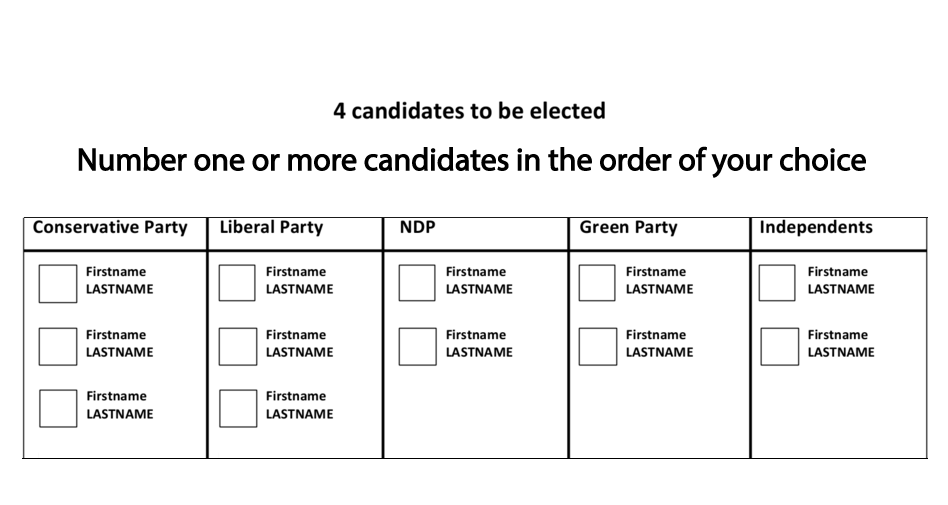 4 candidates to be elected
Number one or more candidates in the order of your choice
Conservative Party Liberal Party NDP Green Party Independents
Firstname Firstname Firstname Firstname Firstname
LASTNAME LASTNAME LASTNAME LASTNAME LASTNAME
Firstname Firstname Firstname Firstname Firstname
LASTNAME LASTNAME LASTNAME LASTNAME LASTNAME
Firstname Firstname
LASTNAME LASTNAME